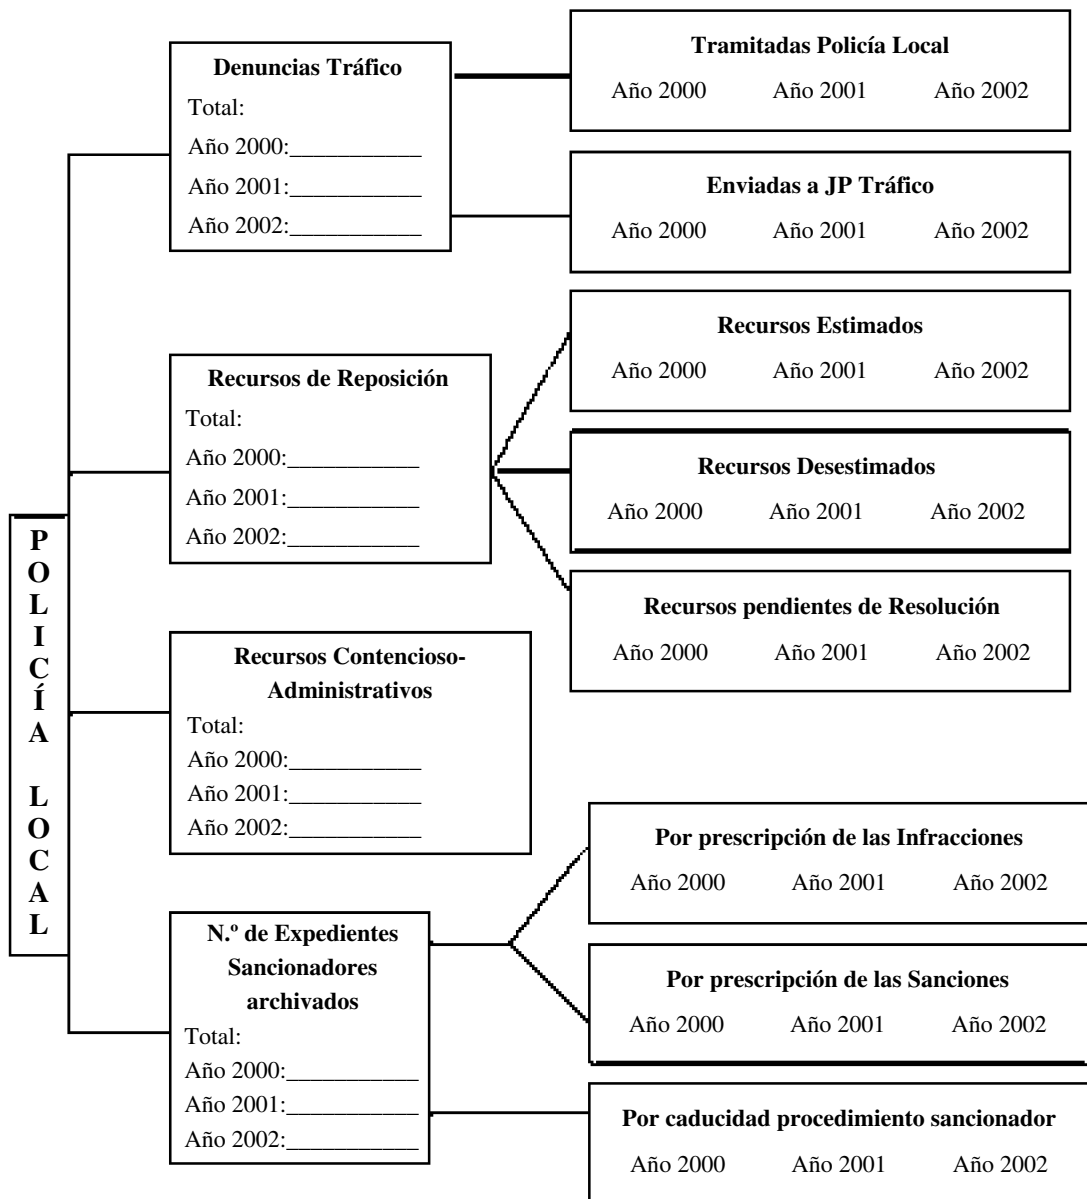 POLICÍA LOCAL
Denuncias Tráfico
Total:
Año 2000:___________
Año 2001:___________
Año 2002:___________
Tramitadas Policía Local
Año 2000 Año 2001 Año 2002
Enviadas a JP Tráfico
Año 2000 Año 2001 Año 2002
Recursos de Reposición
Total:
Año 2000:___________
Año 2001:___________
Año 2002:___________
Recursos Estimados
Año 2000 Año 2001 Año 2002
Recursos Desestimados
Año 2000 Año 2001 Año 2002
Recursos pendientes de Resolución
Año 2000 Año 2001 Año 2002
Recursos Contencioso-
Administrativos
Total:
Año 2000:___________
Año 2001:___________
Año 2002:___________
N.º de Expedientes
Sancionadores
archivados
Total:
Año 2000:___________
Año 2001:___________
Año 2002:___________
Por prescripción de las Infracciones
Año 2000 Año 2001 Año 2002
Por prescripción de las Sanciones
Año 2000 Año 2001 Año 2002
Por caducidad procedimiento sancionador
Año 2000 Año 2001 Año 2002